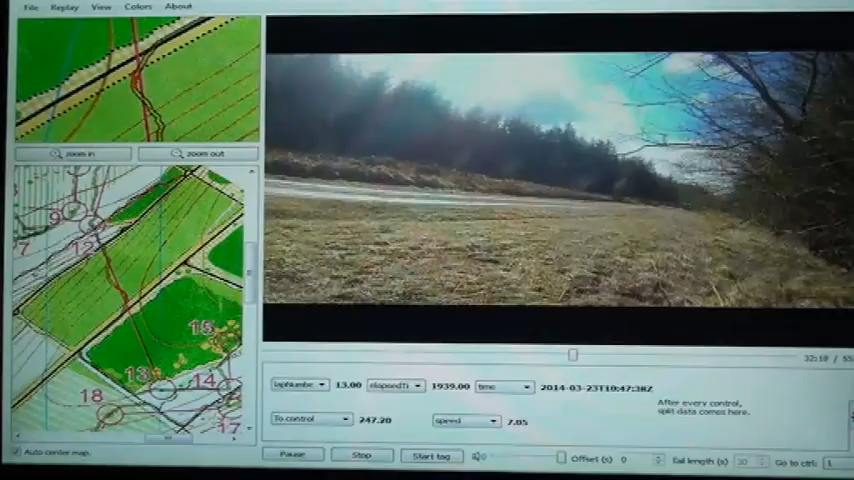 File Replay View Colors About
zoom in zoom out
9
7
12
15
13 14
18
17
Auto center map.
32:18 /
lapNumbe 13.00 elapsedTi 1939.00 time 2014-03-23T10:47:38Z
To control 247.20 speed 7.05
After every control,
split data comes here.
Pause Stop Start tag Offset (s) 0 Tail length (s) 30 Go to ctrl: 1